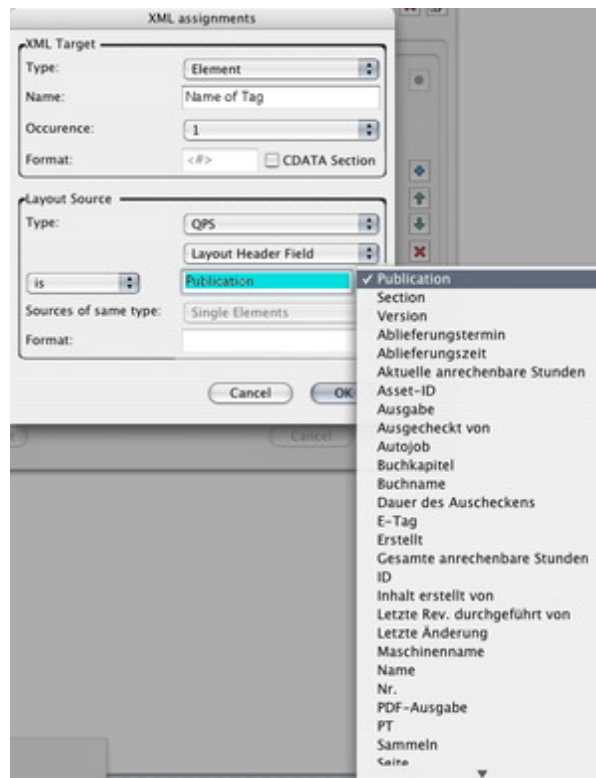 XML assignments
XML Target
Type: Element
Name: Name of Tag
Occurence: 1
Format: <#> CDATA Section
Layout Source
Type: QPS
Layout Header Field
is Publication
Sources of same type: Single Elements
Format:
Cancel OK
Cancel
✓ Publication
Section
Version
Ablieferungstermin
Ablieferungszeit
Aktuelle anrechenbare Stunden
Asset-ID
Ausgabe
Ausgecheckt von
Autojob
Buchkapitel
Buchname
Dauer des Auscheckens
E-Tag
Erstellt
Gesamte anrechenbare Stunden
ID
Inhalt erstellt von
Letzte Rev. durchgeführt von
Letzte Änderung
Maschinenname
Name
Nr.
PDF-Ausgabe
PT
Sammeln
Seite